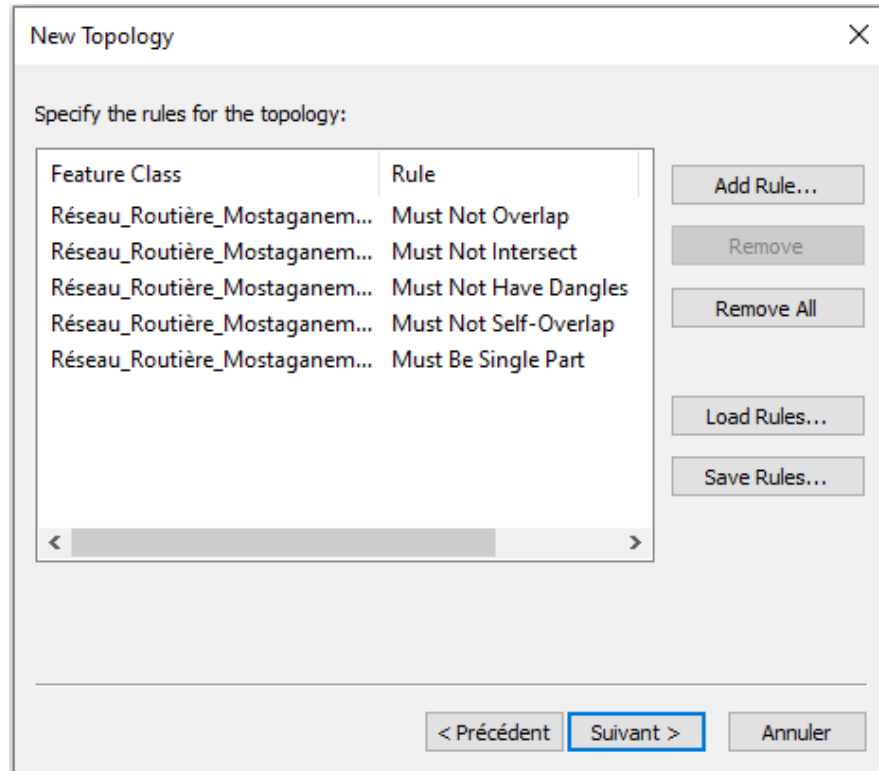 New Topology
Specify the rules for the topology:
Feature Class Rule
Réseau_Routière_Mostaganem... Must Not Overlap
Réseau_Routière_Mostaganem... Must Not Intersect
Réseau_Routière_Mostaganem... Must Not Have Dangles
Réseau_Routière_Mostaganem... Must Not Self-Overlap
Réseau_Routière_Mostaganem... Must Be Single Part
Add Rule...
Remove
Remove All
Load Rules...
Save Rules...
< Précédent Suivant > Annuler